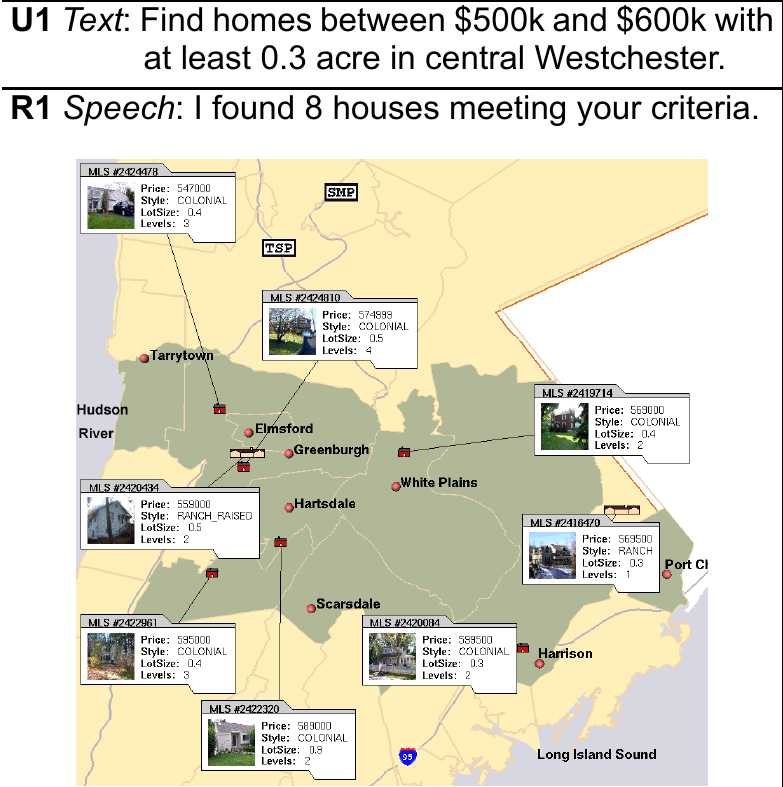 U1 Text: Find homes between $500k and $600k with
at least 0.3 acre in central Westchester.
R1 Speech: I found 8 houses meeting your criteria.
MLS #2424478
Price: 547000
Style: COLONIAL
LotSize: 0.4
Levels: 3
SMP
TSP
MLS #2424810
Price: 574999
Style: COLONIAL
LotSize: 0.5
Levels: 4
Tarrytown
Hudson
River
Elmsford
Greenburgh
MLS #2419714
Price: 569000
Style: COLONIAL
LotSize: 0.4
Levels: 2
White Plains
MLS #2420434
Price: 559000
Style: RANCH_RAISED
LotSize: 0.5
Levels: 2
Hartsdale
MLS #2416470
Price: 569500
Style: RANCH
LotSize: 0.3
Levels: 1
Port Ch
Scarsdale
MLS #2422961
Price: 595000
Style: COLONIAL
LotSize: 0.4
Levels: 3
MLS #2420084
Price: 599500
Style: COLONIAL
LotSize: 0.3
Levels: 2
Harrison
MLS #2422320
Price: 589000
Style: COLONIAL
LotSize: 0.9
Levels: 2
95
Long Island Sound